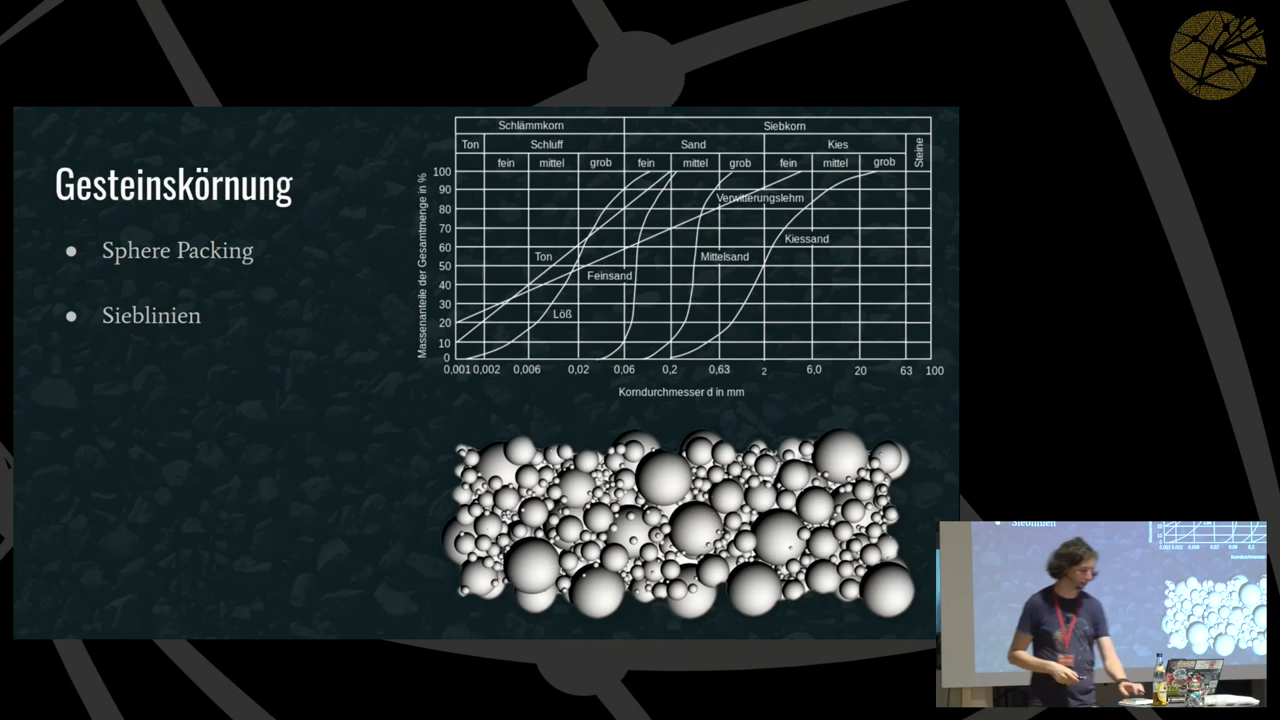 Gesteinskörnung
● Sphere Packing
● Sieblinien
Schlämmkorn Siebkorn
Ton Schluff Sand Kies Steine
fein mittel grob fein mittel grob fein mittel grob
Massenanteile der Gesamtmenge in %
100
90
80
70
60
50
40
30
20
10
0
Verwitterungslehm
Kiessand
Ton
Mittelsand
Feinsand
Löß
0,001 0,002 0,006 0,02 0,06 0,2 0,63 2 6,0 20 63 100
Korndurchmesser d in mm
Sieblinien